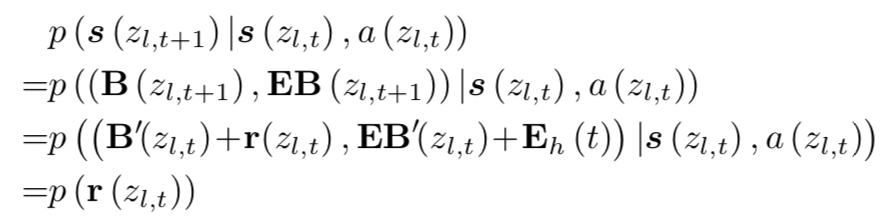 p (s (z_{l,t+1}) |s (z_{l,t}) , a (z_{l,t}))
=p ((B (z_{l,t+1}) , EB (z_{l,t+1})) |s (z_{l,t}) , a (z_{l,t}))
=p ((B′(z_{l,t})+r(z_{l,t}) , EB′(z_{l,t})+E_h (t)) |s (z_{l,t}) , a (z_{l,t}))
=p (r (z_{l,t}))